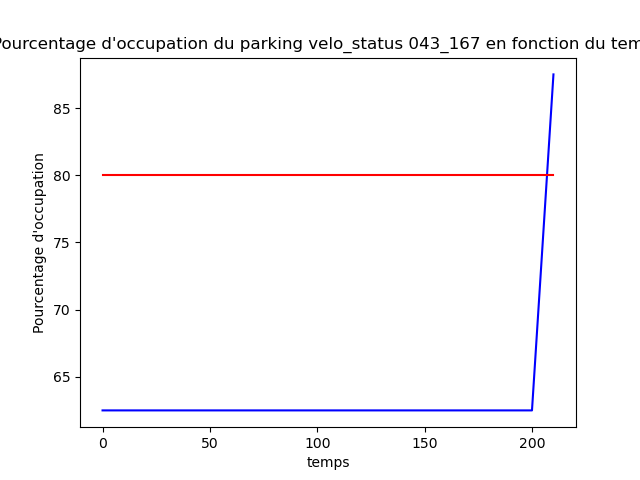 Pourcentage d'occupation du parking velo_status 043_167 en fonction du tem
85
80
75
70
65
Pourcentage d'occupation
0 50 100 150 200
temps